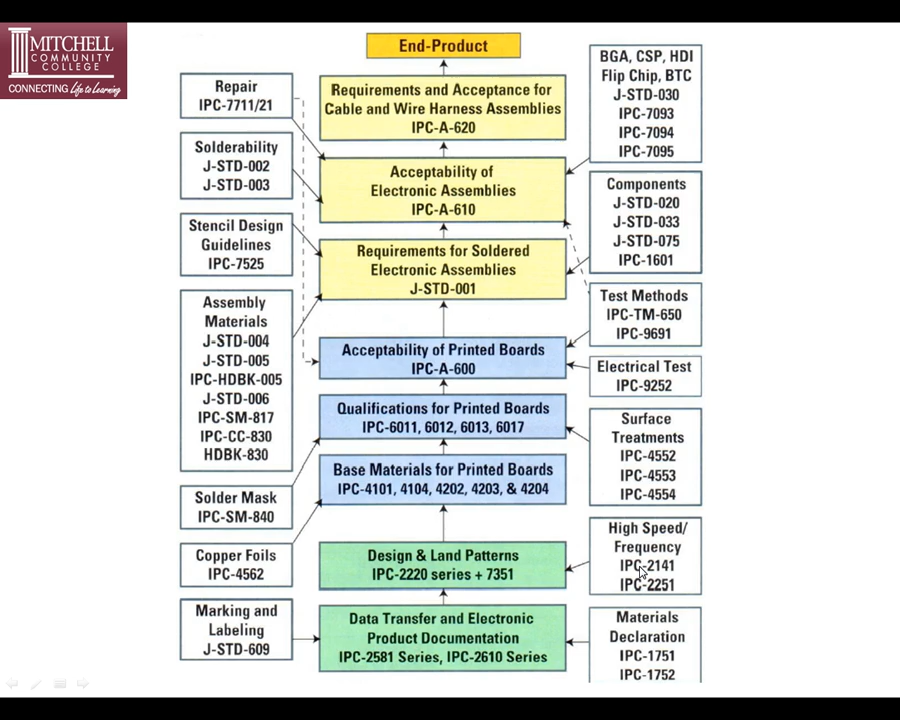 MITCHELL
COMMUNITY
COLLEGE
CONNECTING Life to Learning
End-Product
Requirements and Acceptance for
Cable and Wire Harness Assemblies
IPC-A-620
Acceptability of
Electronic Assemblies
IPC-A-610
Requirements for Soldered
Electronic Assemblies
J-STD-001
Acceptability of Printed Boards
IPC-A-600
Qualifications for Printed Boards
IPC-6011, 6012, 6013, 6017
Base Materials for Printed Boards
IPC-4101, 4104, 4202, 4203, & 4204
Design & Land Patterns
IPC-2220 series + 7351
Data Transfer and Electronic
Product Documentation
IPC-2581 Series, IPC-2610 Series
Repair
IPC-7711/21
Solderability
J-STD-002
J-STD-003
Stencil Design
Guidelines
IPC-7525
Assembly
Materials
J-STD-004
J-STD-005
IPC-HDBK-005
J-STD-006
IPC-SM-817
IPC-CC-830
HDBK-830
Solder Mask
IPC-SM-840
Copper Foils
IPC-4562
Marking and
Labeling
J-STD-609
BGA, CSP, HDI
Flip Chip, BTC
J-STD-030
IPC-7093
IPC-7094
IPC-7095
Components
J-STD-020
J-STD-033
J-STD-075
IPC-1601
Test Methods
IPC-TM-650
IPC-9691
Electrical Test
IPC-9252
Surface
Treatments
IPC-4552
IPC-4553
IPC-4554
High Speed/
Frequency
IPC-2141
IPC-2251
Materials
Declaration
IPC-1751
IPC-1752